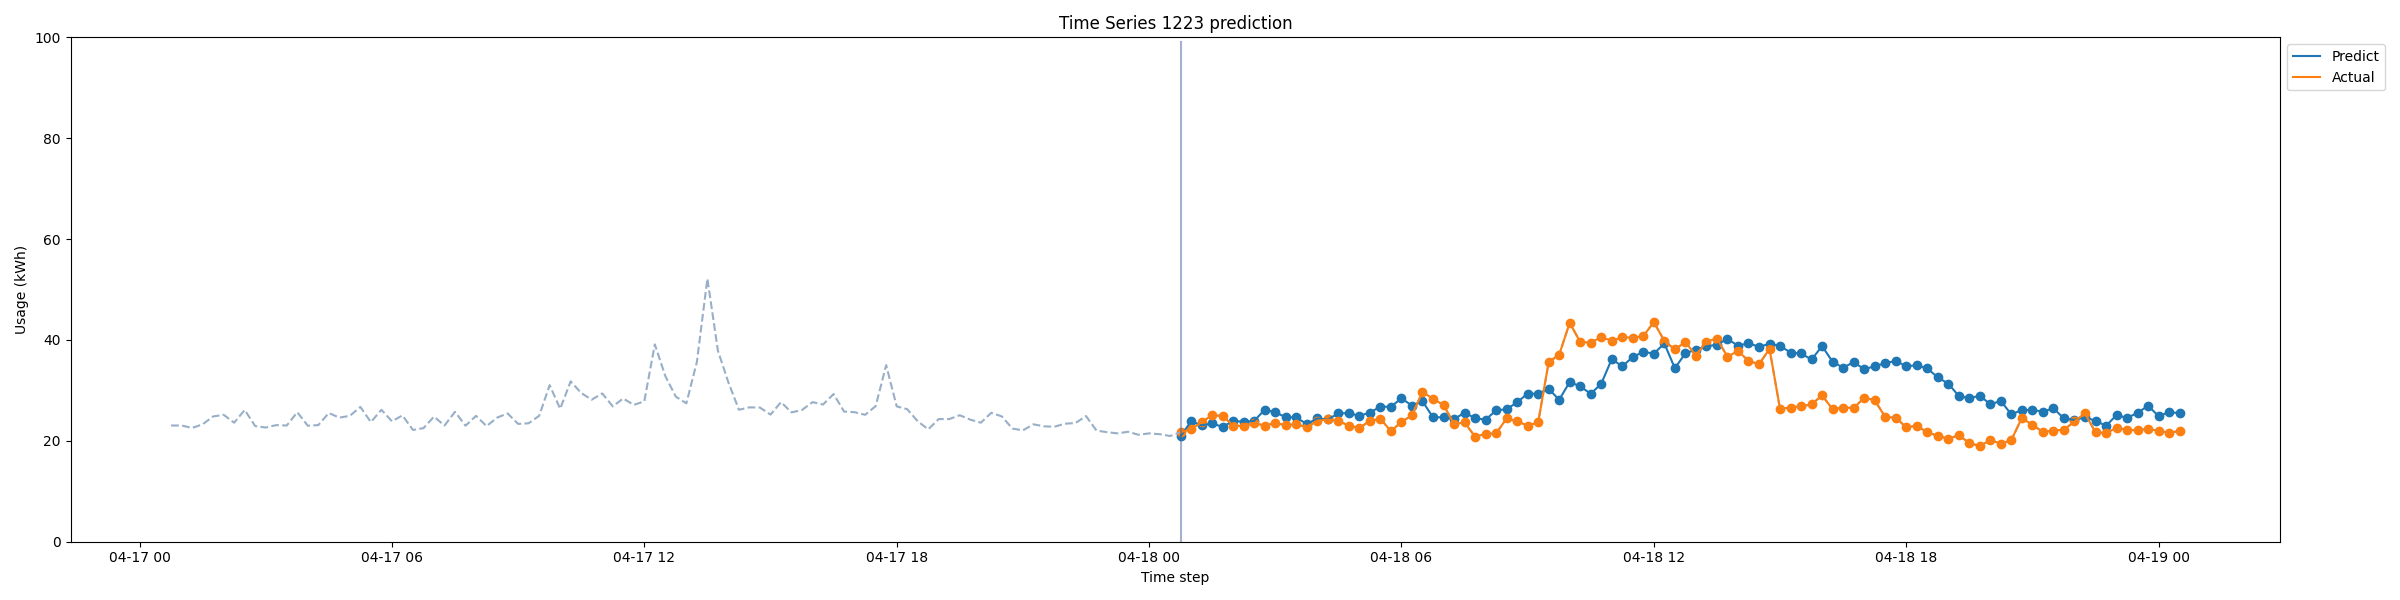 Time Series 1223 prediction
Predict
Actual
Usage (kWh)
100
80
60
40
20
0
04-17 00 04-17 06 04-17 12 04-17 18 04-18 00 04-18 06 04-18 12 04-18 18 04-19 00
Time step